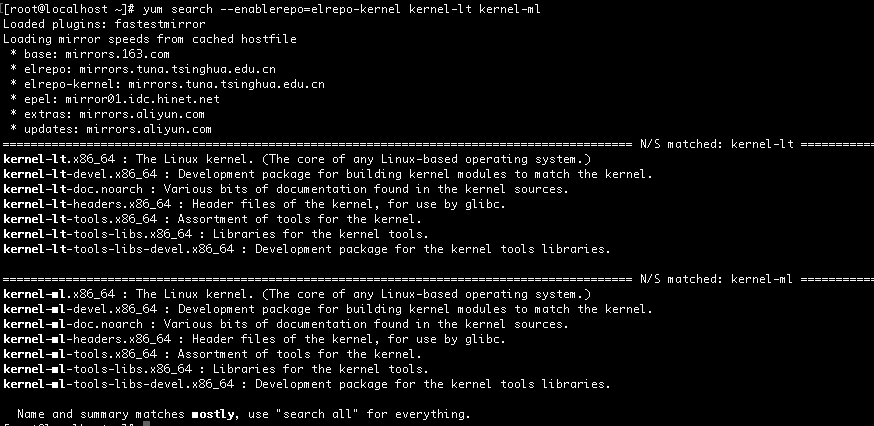 [root@localhost ~]# yum search --enablerepo=elrepo-kernel kernel-lt kernel-ml
Loaded plugins: fastestmirror
Loading mirror speeds from cached hostfile
 * base: mirrors.163.com
 * elrepo: mirrors.tuna.tsinghua.edu.cn
 * elrepo-kernel: mirrors.tuna.tsinghua.edu.cn
 * epel: mirror01.idc.hinet.net
 * extras: mirrors.aliyun.com
 * updates: mirrors.aliyun.com
================================================================================ N/S matched: kernel-lt ===========
kernel-lt.x86_64 : The Linux kernel. (The core of any Linux-based operating system.)
kernel-lt-devel.x86_64 : Development package for building kernel modules to match the kernel.
kernel-lt-doc.noarch : Various bits of documentation found in the kernel sources.
kernel-lt-headers.x86_64 : Header files of the kernel, for use by glibc.
kernel-lt-tools.x86_64 : Assortment of tools for the kernel.
kernel-lt-tools-libs.x86_64 : Libraries for the kernel tools.
kernel-lt-tools-libs-devel.x86_64 : Development package for the kernel tools libraries.
================================================================================ N/S matched: kernel-ml ===========
kernel-ml.x86_64 : The Linux kernel. (The core of any Linux-based operating system.)
kernel-ml-devel.x86_64 : Development package for building kernel modules to match the kernel.
kernel-ml-doc.noarch : Various bits of documentation found in the kernel sources.
kernel-ml-headers.x86_64 : Header files of the kernel, for use by glibc.
kernel-ml-tools.x86_64 : Assortment of tools for the kernel.
kernel-ml-tools-libs.x86_64 : Libraries for the kernel tools.
kernel-ml-tools-libs-devel.x86_64 : Development package for the kernel tools libraries.
  Name and summary matches mostly, use "search all" for everything.